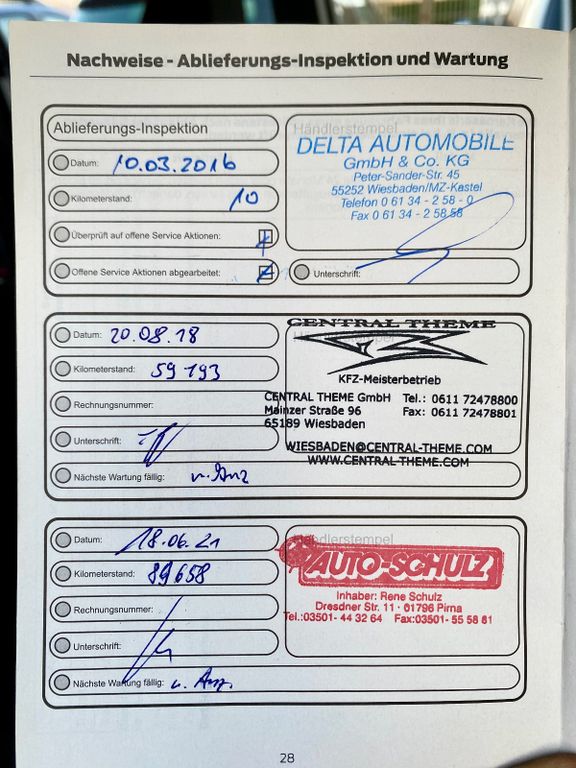 Nachweise - Ablieferungs-Inspektion und Wartung
Ablieferungs-Inspektion
Händlerstempel
Datum: 10.03.2016
Kilometerstand: 10
Überprüft auf offene Service Aktionen:
Offene Service Aktionen abgearbeitet:
DELTA AUTOMOBILE
GmbH & Co. KG
Peter-Sander-Str. 45
55252 Wiesbaden/MZ-Kastel
Telefon 0 61 34 - 2 58 - 0
Fax 0 61 34 - 2 58 58
Unterschrift:
Datum: 20.08.18
Kilometerstand: 59 193
Rechnungsnummer:
Unterschrift:
Nächste Wartung fällig: n. Anz
CENTRAL THEME
KFZ-Meisterbetrieb
CENTRAL THEME GmbH Tel.: 0611 72478800
Mainzer Straße 96 Fax: 0611 72478801
65189 Wiesbaden
WIESBADEN@CENTRAL-THEME.COM
WWW.CENTRAL-THEME.COM
Datum: 18.06.21
Kilometerstand: 89658
Rechnungsnummer:
Unterschrift:
Nächste Wartung fällig: n. Anz.
Händlerstempel
AUTO-SCHULZ
Inhaber: Rene Schulz
Dresdner Str. 11 · 01796 Pirna
Tel.:03501- 44 32 64 Fax:03501- 55 58 81
28